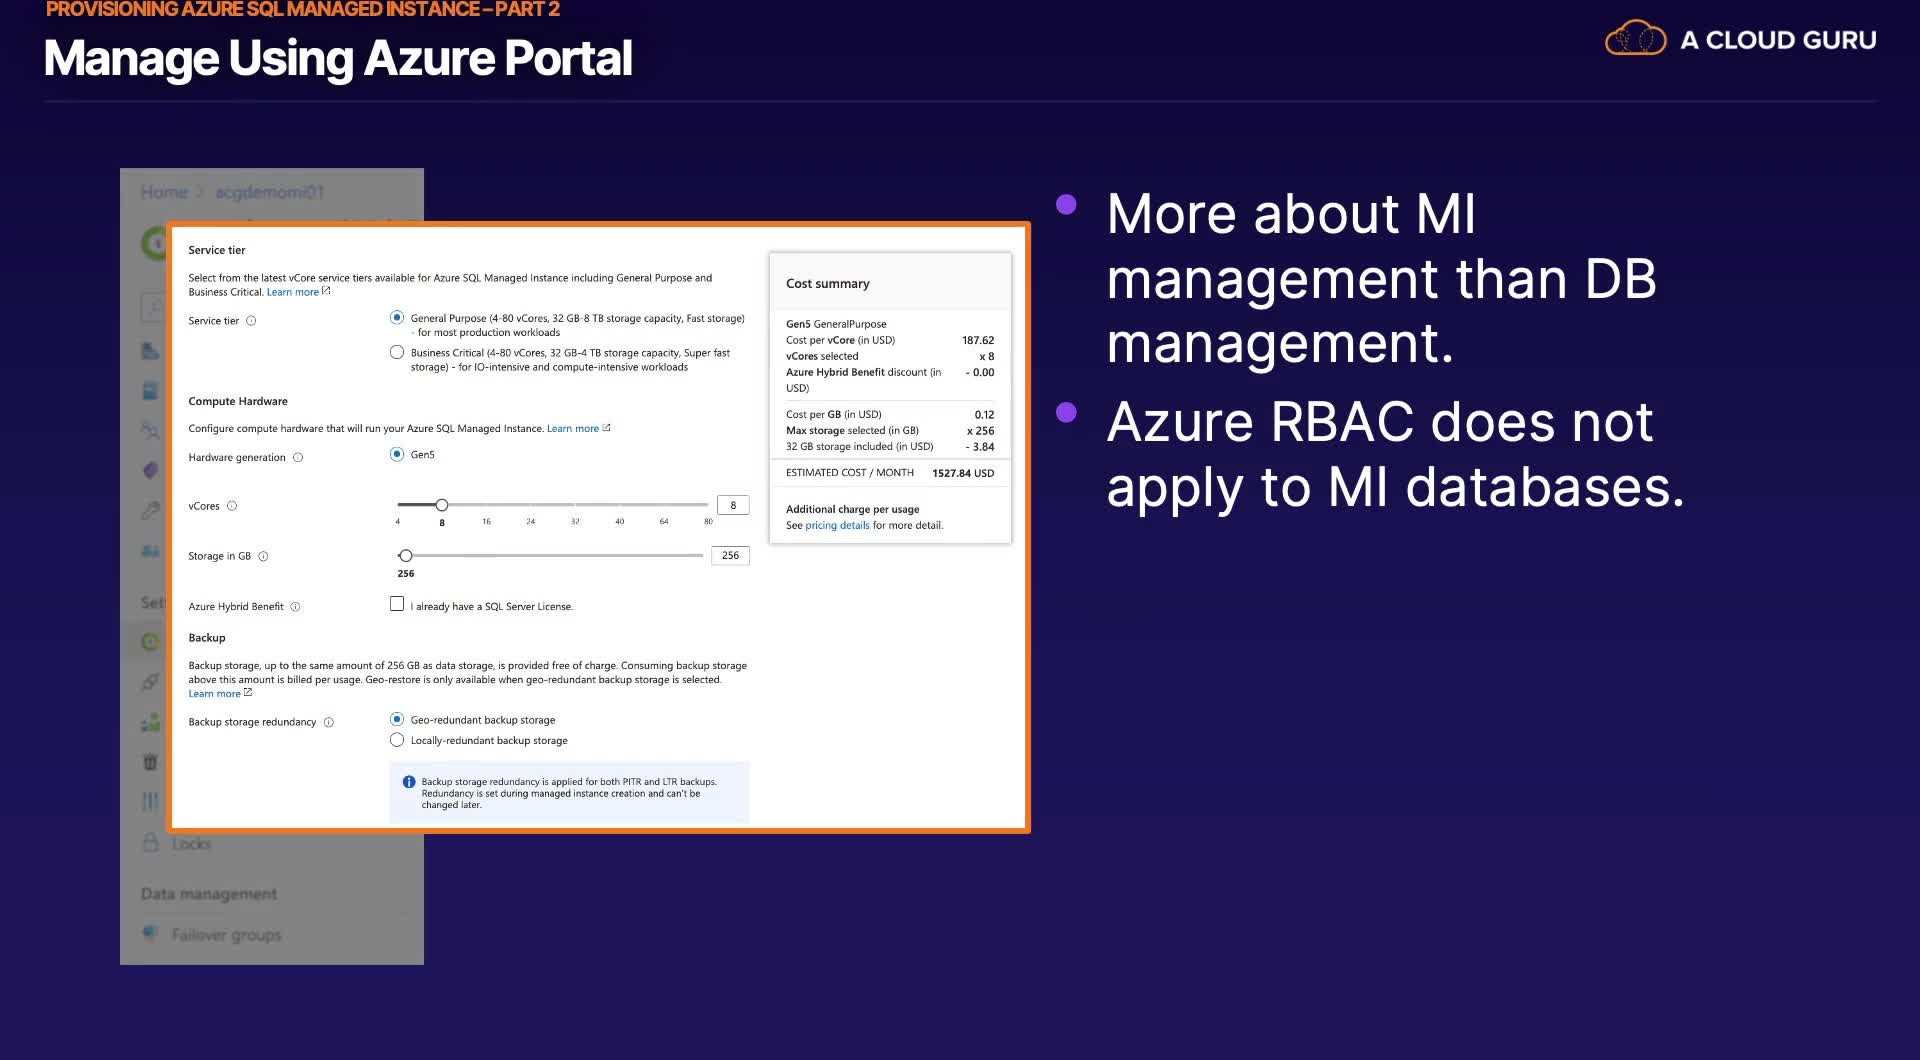 PROVISIONING AZURE SQL MANAGED INSTANCE – PART 2
Manage Using Azure Portal
A CLOUD GURU
Home > acgdemomi01
Service tier
Select from the latest vCore service tiers available for Azure SQL Managed Instance including General Purpose and
Business Critical. Learn more
Service tier
General Purpose (4-80 vCores, 32 GB-8 TB storage capacity, Fast storage)
- for most production workloads
Business Critical (4-80 vCores, 32 GB-4 TB storage capacity, Super fast
storage) - for IO-intensive and compute-intensive workloads
Compute Hardware
Configure compute hardware that will run your Azure SQL Managed Instance. Learn more
Hardware generation
Gen5
vCores
8
4 8 16 24 32 40 64 80
Storage in GB
256
256
Azure Hybrid Benefit
I already have a SQL Server License.
Backup
Backup storage, up to the same amount of 256 GB as data storage, is provided free of charge. Consuming backup storage
above this amount is billed per usage. Geo-restore is only available when geo-redundant backup storage is selected.
Learn more
Backup storage redundancy
Geo-redundant backup storage
Locally-redundant backup storage
Backup storage redundancy is applied for both PITR and LTR backups.
Redundancy is set during managed instance creation and can't be
changed later.
Cost summary
Gen5 GeneralPurpose
Cost per vCore (in USD) 187.62
vCores selected x 8
Azure Hybrid Benefit discount (in - 0.00
USD)
Cost per GB (in USD) 0.12
Max storage selected (in GB) x 256
32 GB storage included (in USD) - 3.84
ESTIMATED COST / MONTH 1527.84 USD
Additional charge per usage
See pricing details for more detail.
Locks
Data management
Failover groups
More about MI
management than DB
management.
Azure RBAC does not
apply to MI databases.